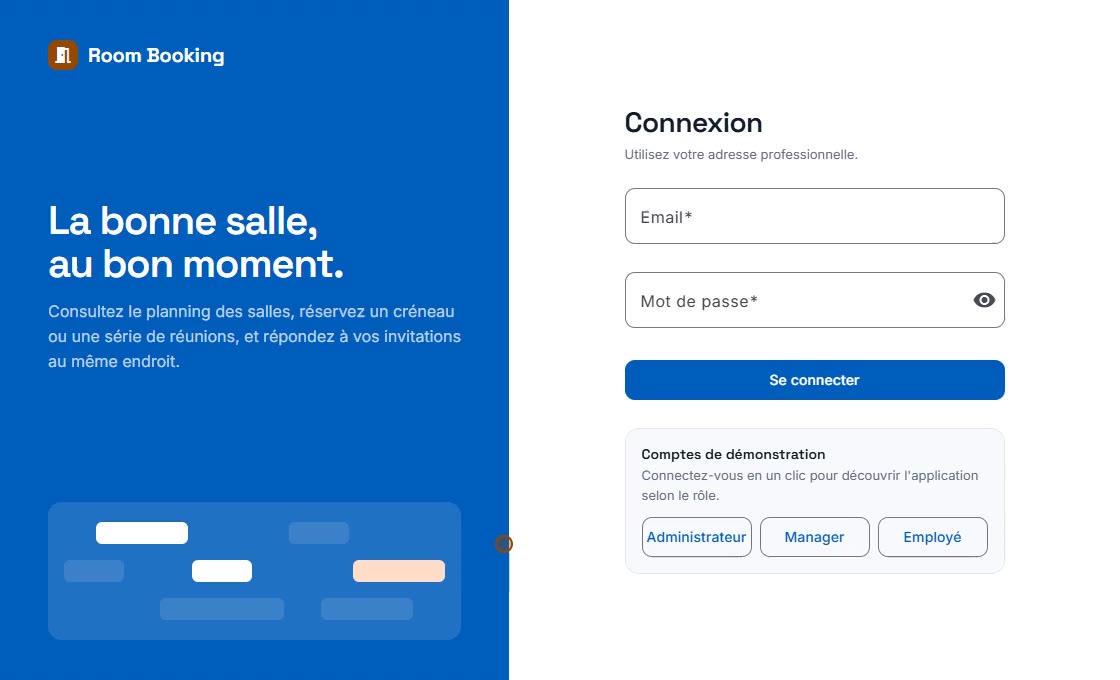 Room Booking
La bonne salle,
au bon moment.
Consultez le planning des salles, réservez un créneau
ou une série de réunions, et répondez à vos invitations
au même endroit.
Connexion
Utilisez votre adresse professionnelle.
Email*
Mot de passe*
Se connecter
Comptes de démonstration
Connectez-vous en un clic pour découvrir l'application
selon le rôle.
Administrateur Manager Employé